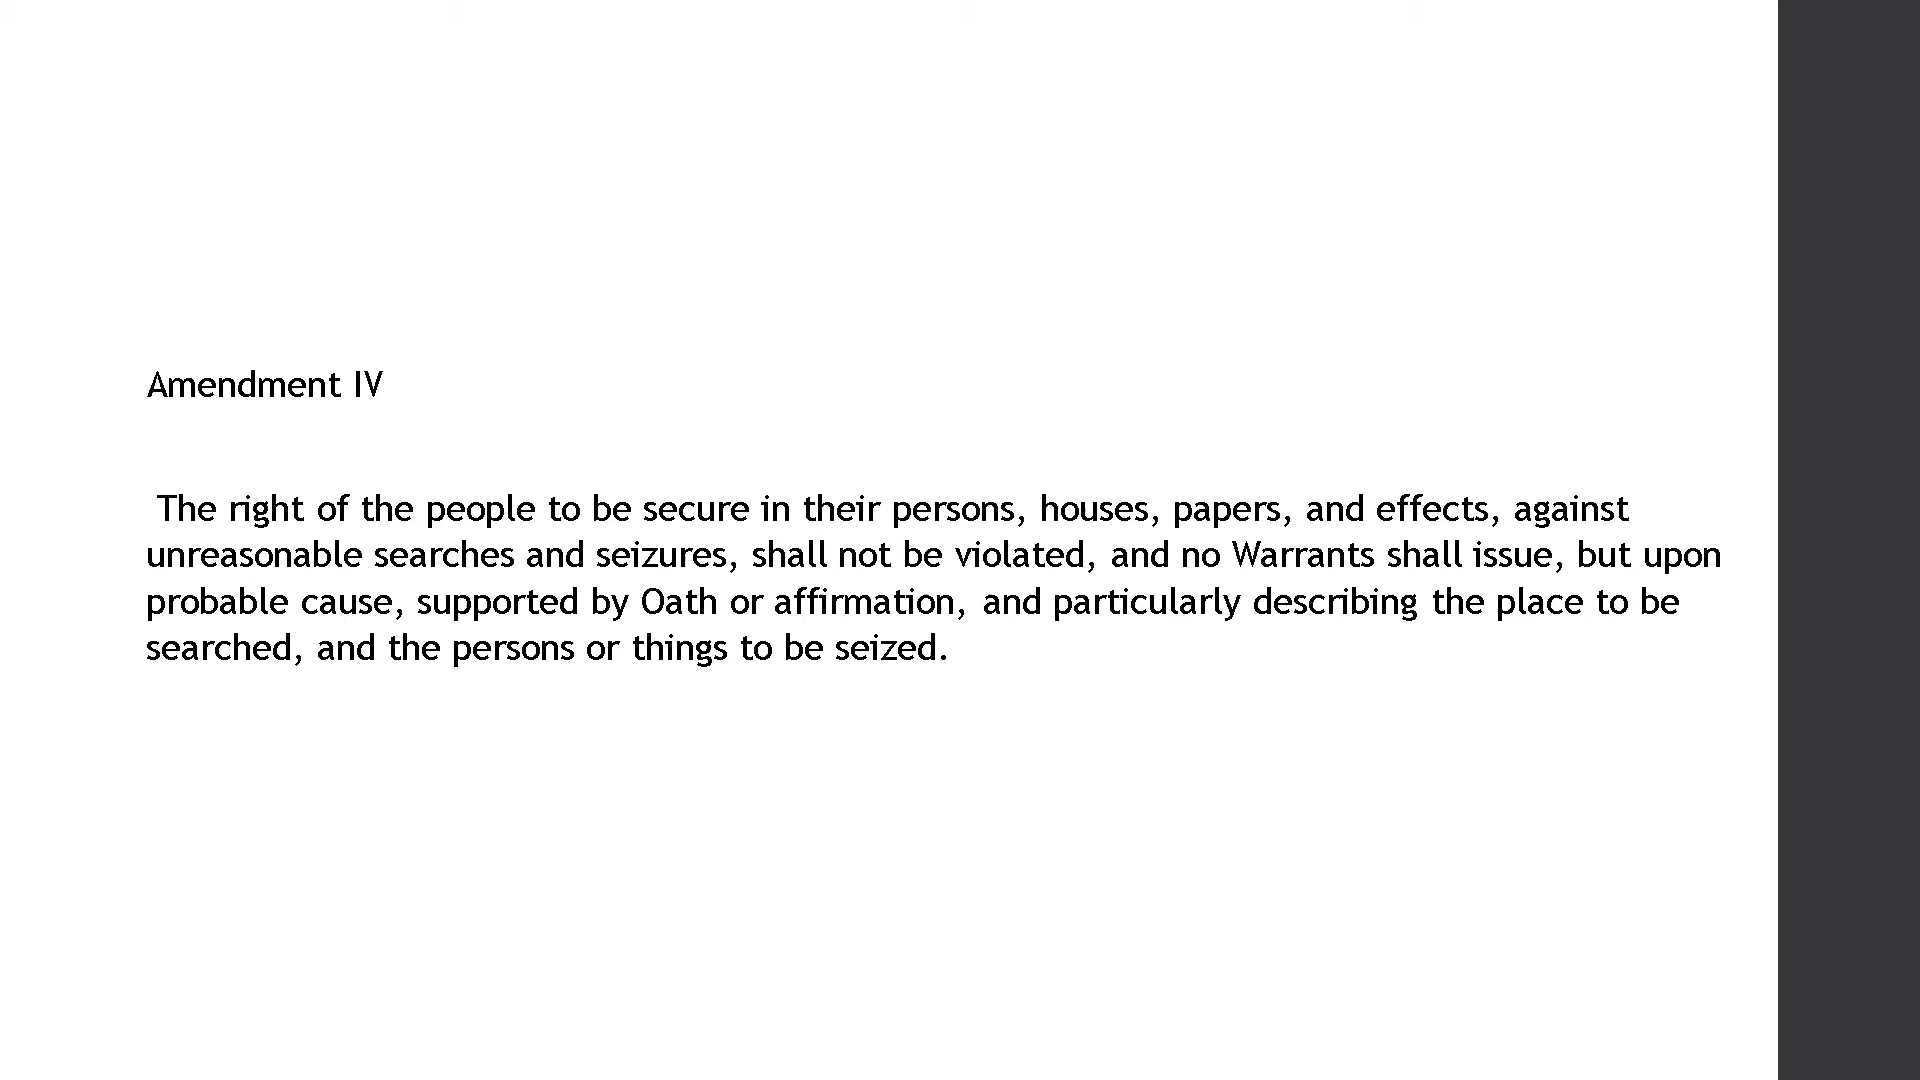 Amendment IV
The right of the people to be secure in their persons, houses, papers, and effects, against
unreasonable searches and seizures, shall not be violated, and no Warrants shall issue, but upon
probable cause, supported by Oath or affirmation, and particularly describing the place to be
searched, and the persons or things to be seized.